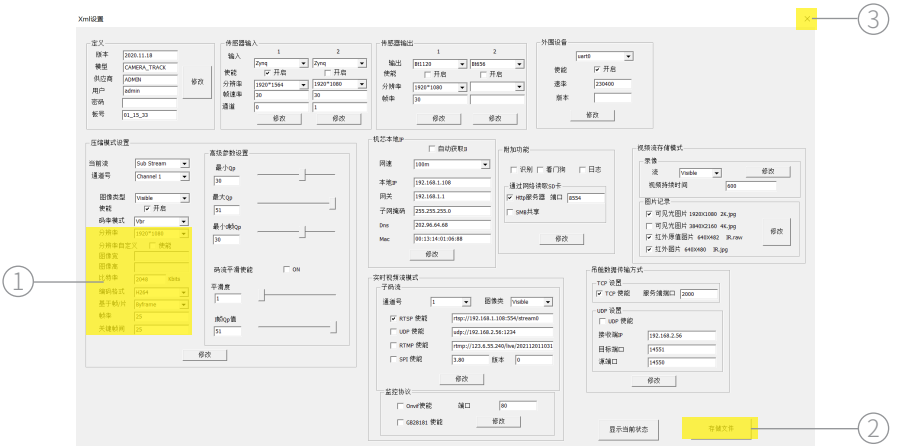 Xml设置
×
③
定义
版本 2020.11.18
模型 CAMERA_TRACK
供应商 ADMIN
用户 admin
密码
板号 01_15_33
修改
传感器输入
1 2
输入 Zynq Zynq
使能 开启 开启
分辨率 1920*1564 1920*1080
帧速率 30 30
通道 0 1
修改 修改
传感器输出
1 2
输出 Bt1120 Bt656
使能 开启 开启
分辨率 1920*1080
帧率 30
修改 修改
外围设备
uart0
使能 开启
速率 230400
版本
修改
压缩模式设置
当前流 Sub Stream
通道号 Channel 1
图像类型 Visible
使能 开启
码率模式 Vbr
分辨率 1920*1080
分辨率自定义 使能
图像宽
图像高
比特率 2048 Kbits
编码格式 H264
基于帧/时 Byframe
帧率 25
关键帧间 25
修改
①
高级参数设置
最小Qp
30
最大Qp
51
最小I帧Qp
30
码流平滑使能 ON
平滑度
1
I帧Qp值
51
机芯本地IP
自动获取IP
网速 100m
本地IP 192.168.1.108
网关 192.168.1.1
子网掩码 255.255.255.0
Dns 202.96.64.68
Mac 00:13:14:01:06:88
修改
附加功能
识别 看门狗 日志
通过网络读取SD卡
Http服务器 端口 8554
SMB共享
修改
视频流存储模式
录像
流 Visible 修改
视频持续时间 600
图片记录
可见光图片 1920X1080 2K.jpg
可见光图片 3840X2160 4K.jpg
红外原值图片 640X482 IR.raw
红外图片 640X480 IR.jpg
修改
实时视频流模式
子码流
通道号 1 图像类 Visible
RTSP 使能 rtsp://192.168.1.108:554/stream0
UDP 使能 udp://192.168.2.56:1234
RTMP 使能 rtmp://123.6.55.240/live/202112011031
SPI 使能 3.80 版本 0
修改
监控协议
Onvif使能 端口 80
GB28181 使能 修改
吊舱数据传输方式
TCP 设置
TCP 使能 服务端端口 2000
UDP 设置
UDP 使能
接收端IP 192.168.2.56
目标端口 14551
源端口 14550
修改
显示当前状态
存储文件
②